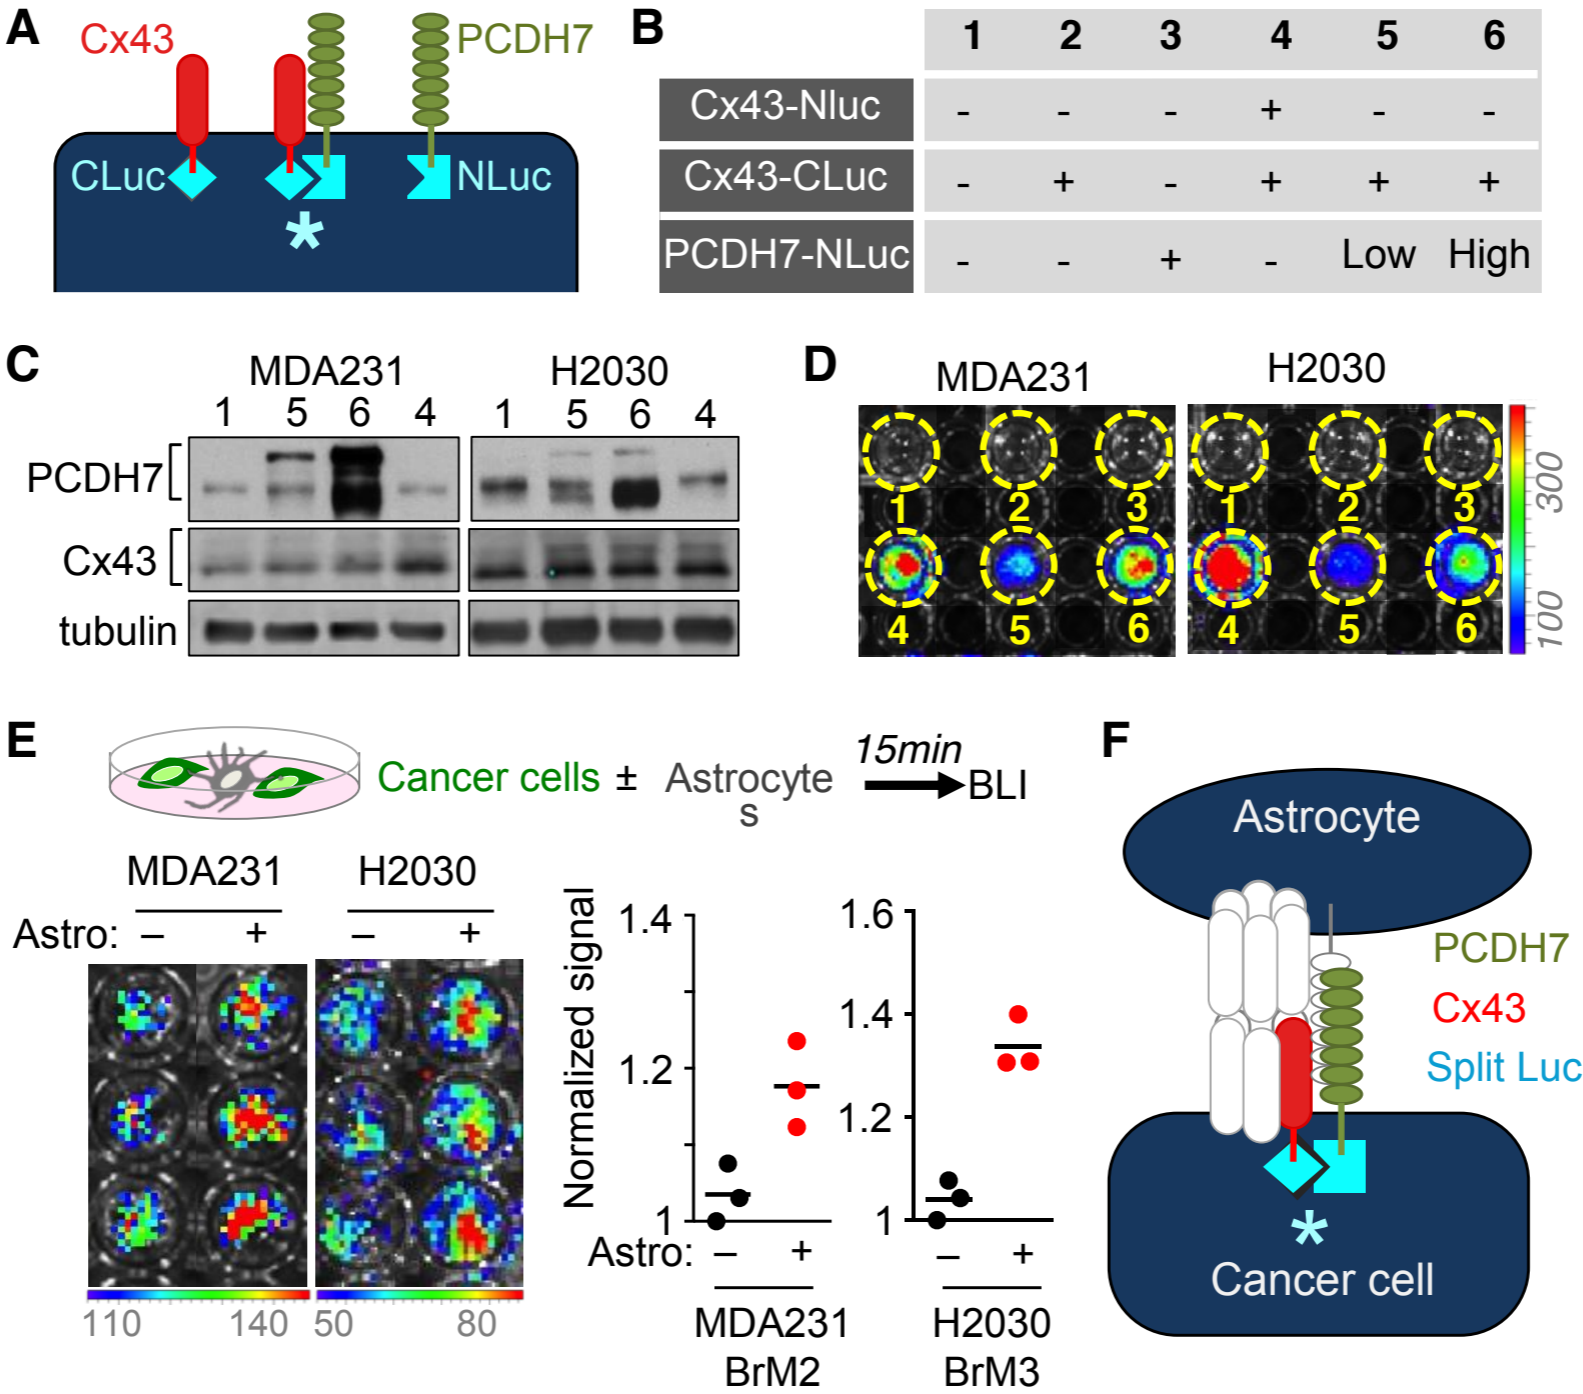 A
Cx43
PCDH7
CLuc
NLuc
*
B
1 2 3 4 5 6
Cx43-Nluc - - - + - -
Cx43-CLuc - + - + + +
PCDH7-NLuc - - + - Low High
C
MDA231 H2030
1 5 6 4 1 5 6 4
PCDH7
Cx43
tubulin
D
MDA231 H2030
1 2 3 1 2 3
4 5 6 4 5 6
300
100
E
Cancer cells ± Astrocyte
s
15min
BLI
MDA231 H2030
Astro: – + – +
110 140 50 80
Normalized signal
1.4
1.2
1
1.6
1.4
1.2
1
Astro: – + – +
MDA231 H2030
BrM2 BrM3
F
Astrocyte
PCDH7
Cx43
Split Luc
*
Cancer cell